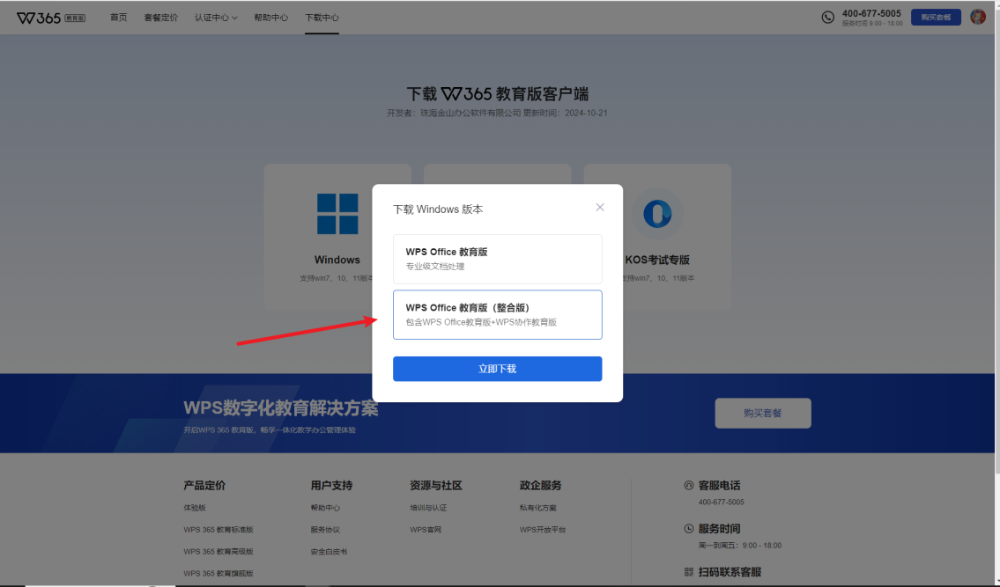 W365 教育版
首页 套餐定价 认证中心 帮助中心 下载中心
400-677-5005
服务时间 9:00 - 18:00
购买套餐
下载 W365 教育版客户端
开发者：珠海金山办公软件有限公司 更新时间：2024-10-21
Windows
支持win7、10、11版本
KOS考试专版
支持win7、10、11版本
下载 Windows 版本
WPS Office 教育版
专业级文档处理
WPS Office 教育版（整合版）
包含WPS Office教育版+WPS协作教育版
立即下载
WPS数字化教育解决方案
开启WPS 365 教育版，畅享一体化教学办公管理体验
购买套餐
产品定价
体验版
WPS 365 教育标准版
WPS 365 教育高级版
WPS 365 教育旗舰版
用户支持
帮助中心
服务协议
安全白皮书
资源与社区
培训与认证
WPS官网
政企服务
私有化方案
WPS开放平台
客服电话
400-677-5005
服务时间
周一到周五：9:00 - 18:00
扫码联系客服